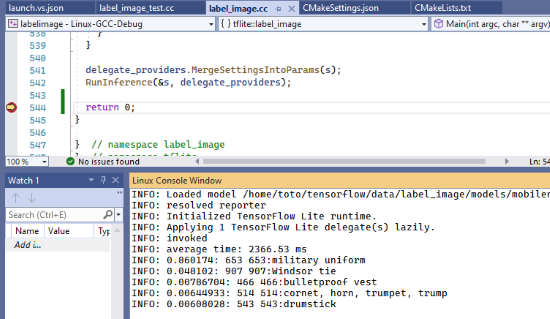 launch.vs.json label_image_test.cc label_image.cc CMakeSettings.json CMakeLists.txt
labelimage - Linux-GCC-Debug tflite::label_image Main(int argc, char ** argv)
538 }
539 }
540
541 delegate_providers.MergeSettingsIntoParams(s);
542 RunInference(&s, delegate_providers);
543
544 return 0;
545 }
546
547 } // namespace label_image
100 % No issues found Ln: 54
Watch 1
Search (Ctrl+E)
Name Value Typ
Add i...
Linux Console Window
INFO: Loaded model /home/toto/tensorflow/data/label_image/models/mobilen
INFO: resolved reporter
INFO: Initialized TensorFlow Lite runtime.
INFO: Applying 1 TensorFlow Lite delegate(s) lazily.
INFO: invoked
INFO: average time: 2366.53 ms
INFO: 0.860174: 653 653:military uniform
INFO: 0.048102: 907 907:Windsor tie
INFO: 0.00786704: 466 466:bulletproof vest
INFO: 0.00644933: 514 514:cornet, horn, trumpet, trump
INFO: 0.00608028: 543 543:drumstick